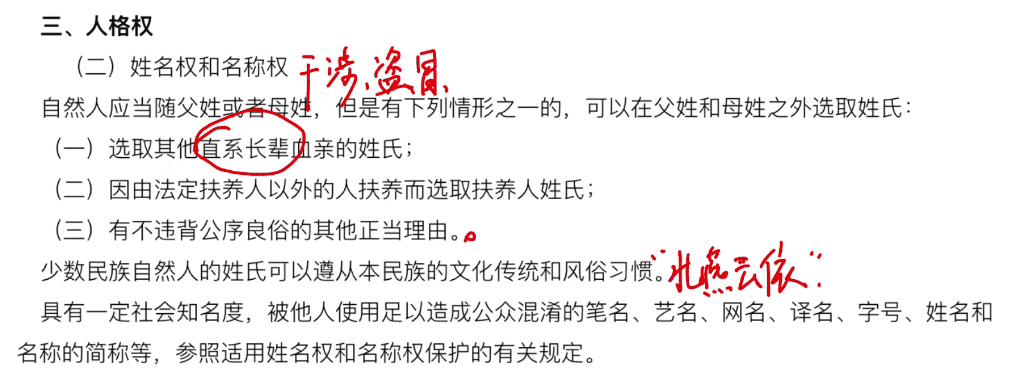 三、人格权
（二）姓名权和名称权 干涉、盗、冒、
自然人应当随父姓或者母姓，但是有下列情形之一的，可以在父姓和母姓之外选取姓氏：
（一）选取其他直系长辈血亲的姓氏；
（二）因由法定扶养人以外的人扶养而选取扶养人姓氏；
（三）有不违背公序良俗的其他正当理由。
少数民族自然人的姓氏可以遵从本民族的文化传统和风俗习惯。“北燕云依”
具有一定社会知名度，被他人使用足以造成公众混淆的笔名、艺名、网名、译名、字号、姓名和
名称的简称等，参照适用姓名权和名称权保护的有关规定。